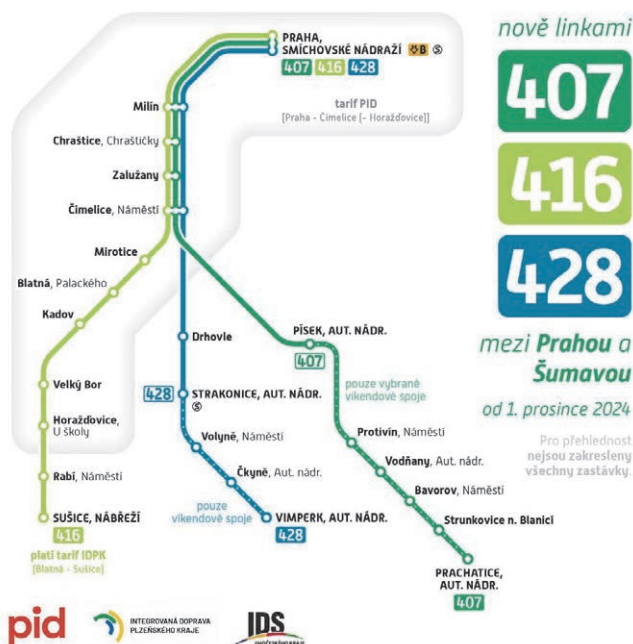 PRAHA,
SMÍCHOVSKÉ NÁDRAŽÍ B S
407 416 428
tarif PID
[Praha - Čimelice [- Horažďovice]]
Milín
Chraštice, Chraštičky
Zalužany
Čimelice, Náměstí
Mirotice
Blatná, Palackého
Kadov
Velký Bor
Horažďovice,
U školy
Rabí, Náměstí
SUŠICE, NÁBŘEŽÍ
416
platí tarif IDPK
[Blatná - Sušice]
Drhovle
428 STRAKONICE, AUT. NÁDR.
S
Volyně, Náměstí
Čkyně, Aut. nádr.
pouze
víkendové spoje
VIMPERK, AUT. NÁDR.
428
PÍSEK, AUT. NÁDR.
407
pouze vybrané
víkendové spoje
Protivín, Náměstí
Vodňany, Aut. nádr.
Bavorov, Náměstí
Strunkovice n. Blanicí
PRACHATICE,
AUT. NÁDR.
407
nově linkami
407
416
428
mezi Prahou a
Šumavou
od 1. prosince 2024
Pro přehlednost
nejsou zakresleny
všechny zastávky.
pid
INTEGROVANÁ DOPRAVA
PLZEŇSKÉHO KRAJE
IDS